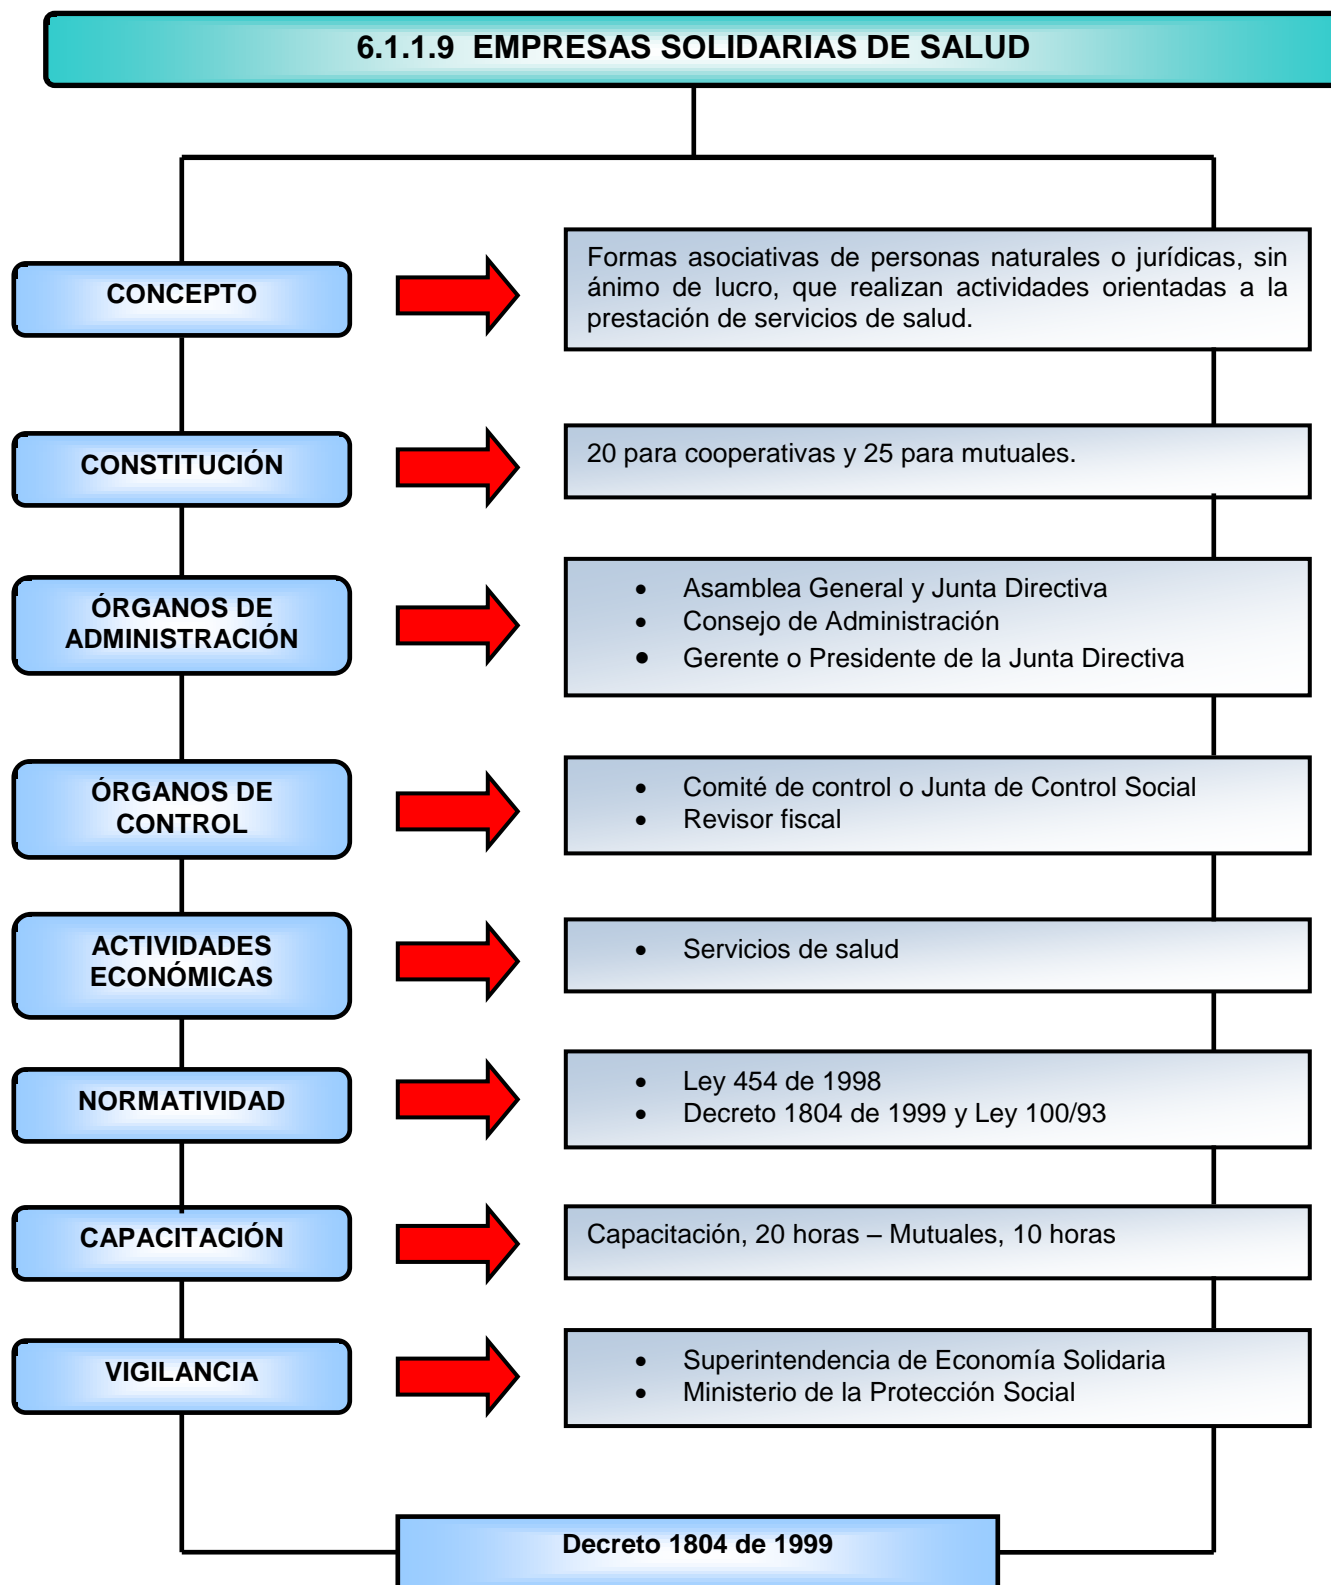 6.1.1.9 EMPRESAS SOLIDARIAS DE SALUD
CONCEPTO
Formas asociativas de personas naturales o jurídicas, sin
ánimo de lucro, que realizan actividades orientadas a la
prestación de servicios de salud.
CONSTITUCIÓN
20 para cooperativas y 25 para mutuales.
ÓRGANOS DE
ADMINISTRACIÓN
• Asamblea General y Junta Directiva
• Consejo de Administración
• Gerente o Presidente de la Junta Directiva
ÓRGANOS DE
CONTROL
• Comité de control o Junta de Control Social
• Revisor fiscal
ACTIVIDADES
ECONÓMICAS
• Servicios de salud
NORMATIVIDAD
• Ley 454 de 1998
• Decreto 1804 de 1999 y Ley 100/93
CAPACITACIÓN
Capacitación, 20 horas – Mutuales, 10 horas
VIGILANCIA
• Superintendencia de Economía Solidaria
• Ministerio de la Protección Social
Decreto 1804 de 1999